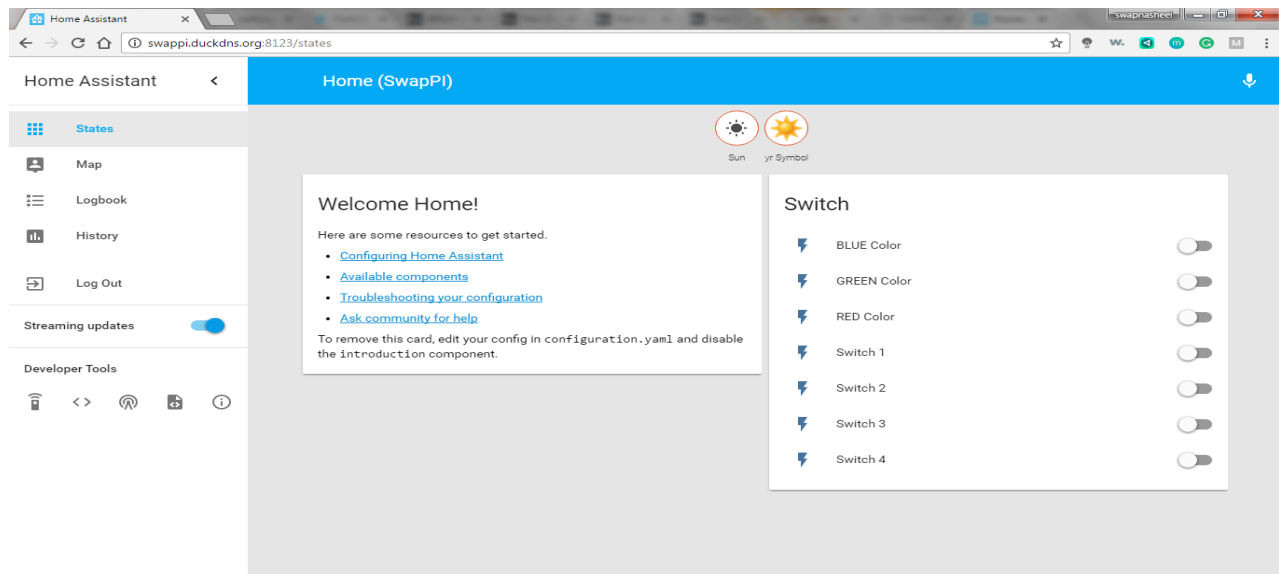 Home Assistant
swapnasheel
swappi.duckdns.org:8123/states
Home Assistant
Home (SwapPI)
States
Map
Logbook
History
Log Out
Streaming updates
Developer Tools
Sun
yr Symbol
Welcome Home!
Here are some resources to get started.
• Configuring Home Assistant
• Available components
• Troubleshooting your configuration
• Ask community for help
To remove this card, edit your config in configuration.yaml and disable
the introduction component.
Switch
BLUE Color
GREEN Color
RED Color
Switch 1
Switch 2
Switch 3
Switch 4